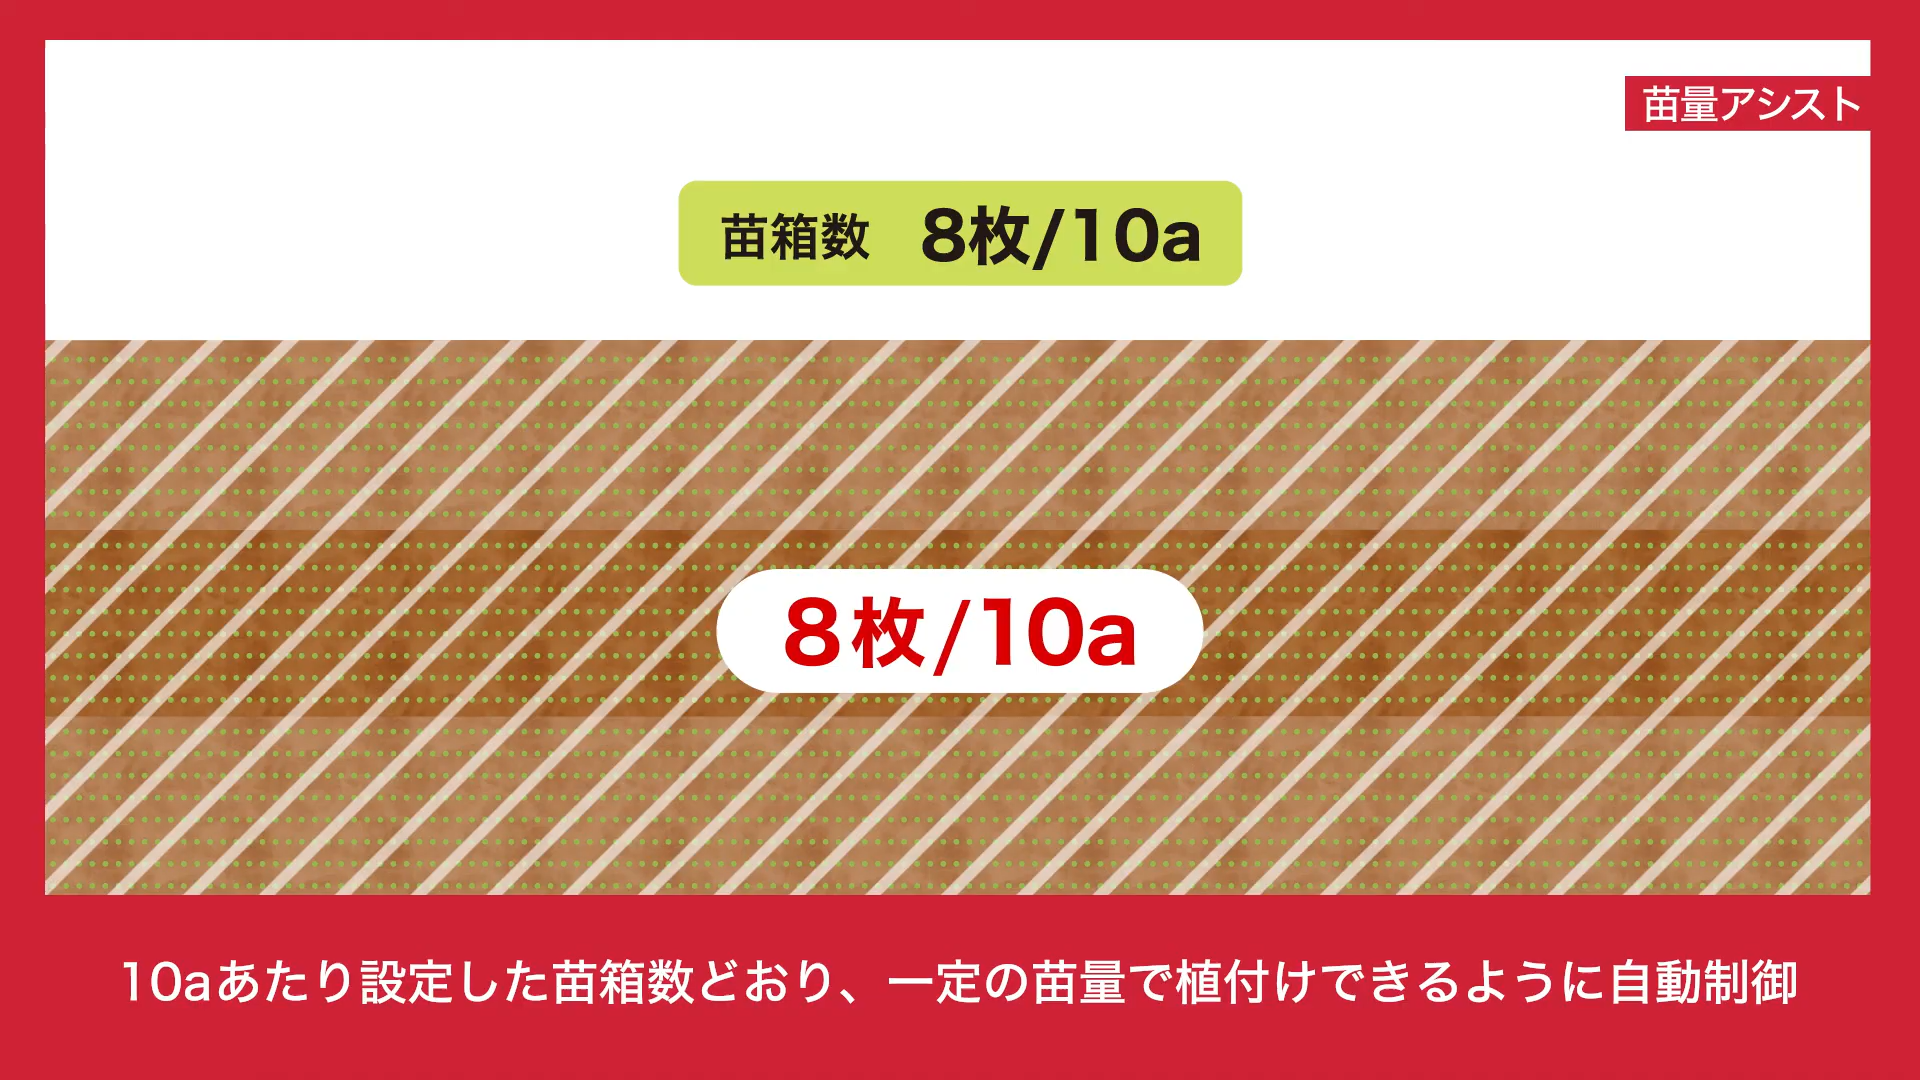 苗量アシスト
苗箱数 8枚/10a
8枚/10a
10aあたり設定した苗箱数どおり、一定の苗量で植付けできるように自動制御